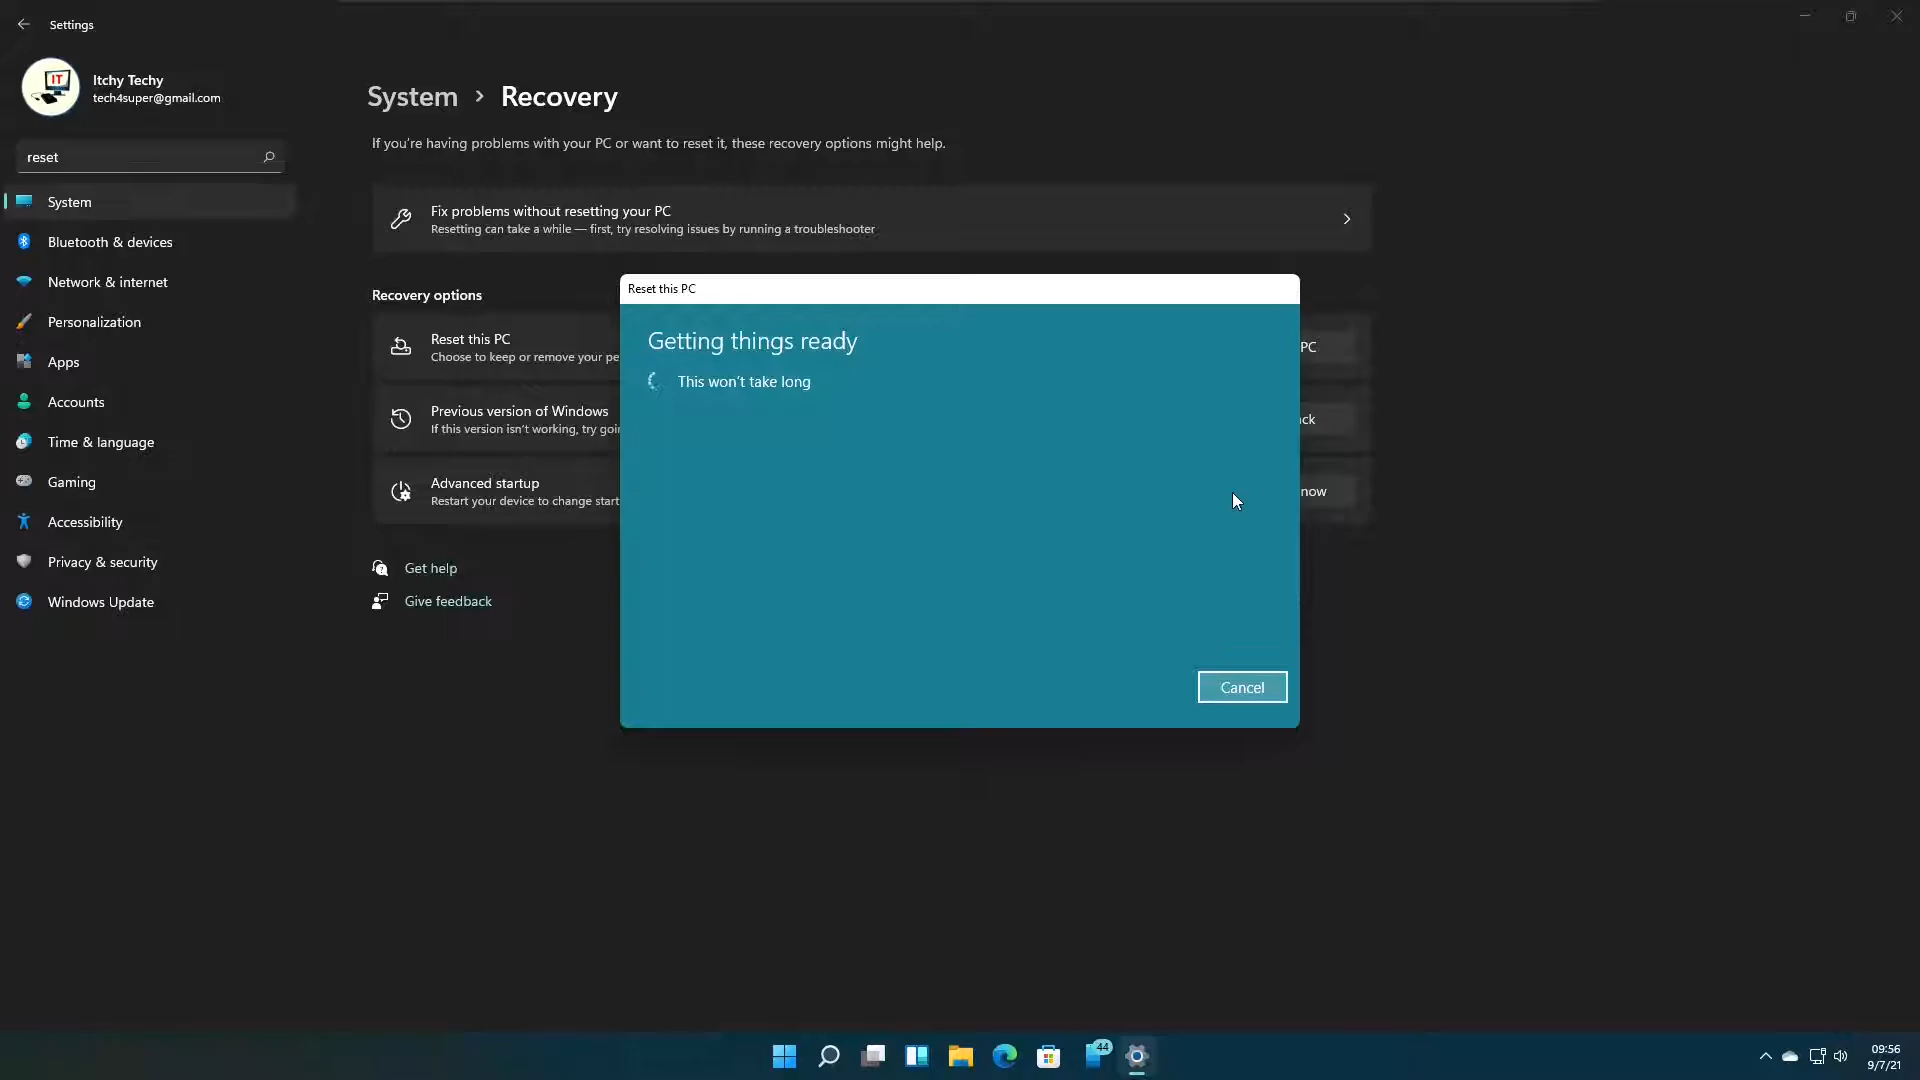 Settings
IT
Itchy Techy
tech4super@gmail.com
reset
System
Bluetooth & devices
Network & internet
Personalization
Apps
Accounts
Time & language
Gaming
Accessibility
Privacy & security
Windows Update
System > Recovery
If you're having problems with your PC or want to reset it, these recovery options might help.
Fix problems without resetting your PC
Resetting can take a while — first, try resolving issues by running a troubleshooter
Recovery options
Reset this PC
Choose to keep or remove your pe
PC
Previous version of Windows
If this version isn't working, try goin
ck
Advanced startup
Restart your device to change start
now
Get help
Give feedback
Reset this PC
Getting things ready
This won't take long
Cancel
44
09:56
9/7/21